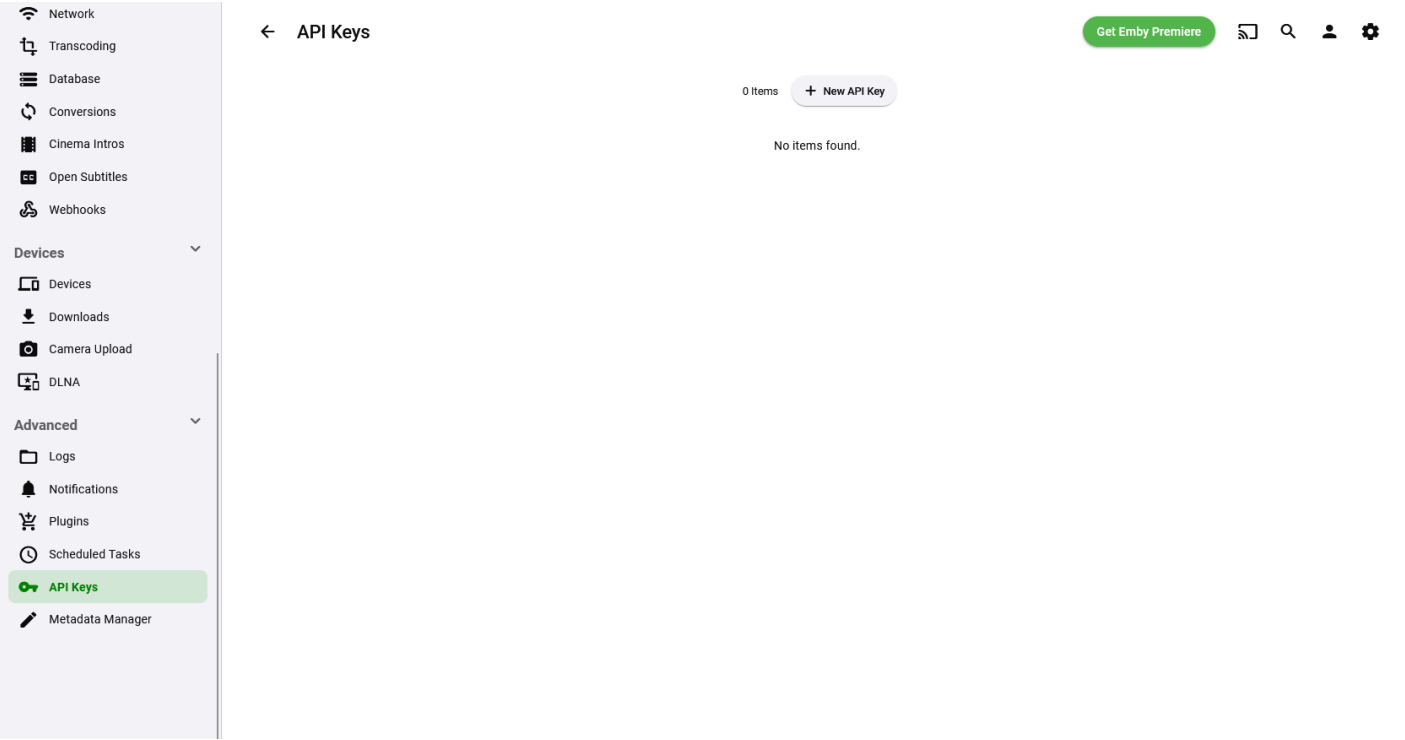 Network
Transcoding
Database
Conversions
Cinema Intros
CC Open Subtitles
Webhooks
Devices
Devices
Downloads
Camera Upload
DLNA
Advanced
Logs
Notifications
Plugins
Scheduled Tasks
API Keys
Metadata Manager
API Keys
Get Emby Premiere
0 Items
New API Key
No items found.